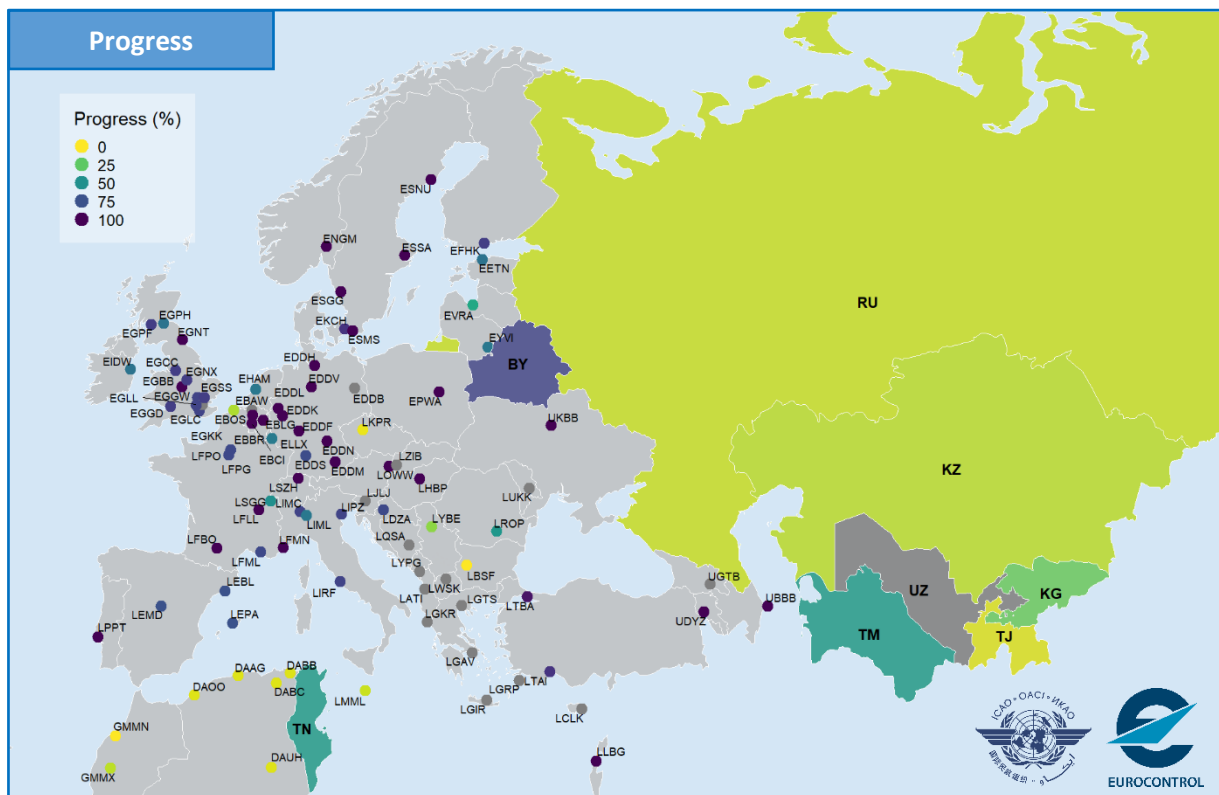 Progress
Progress (%)
0
25
50
75
100
ESNU
ENGM
ESSA
EFHK
EETN
ESGG
EVRA
EKCH
ESMS
EYVI
BY
RU
EGPH
EGPF
EGNT
EIDW
EGCC
EGNX
EGBB
EGSS
EGGW
EGLL
EGGD
EGLC
EGKK
EHAM
EBAW
EBOS
EBBR
EBLG
EBCI
EDDH
EDDV
EDDL
EDDB
EDDK
EDDF
EPWA
UKBB
LKPR
ELLX
EDDN
EDDS
EDDM
LFPO
LFPG
LZIB
LOWW
LHBP
LSZH
LSGG
LIMC
LJLJ
LUKK
LFLL
LIML
LIPZ
LDZA
LYBE
LROP
LQSA
LFBO
LFMN
LFML
LYPG
LBSF
LEBL
LIRF
LWSK
LATI
LGTS
LTBA
LEMD
LEPA
LGKR
LPPT
LGAV
LTAI
LGRP
LGIR
LCLK
LLBG
UGTB
UBBB
UDYZ
KZ
UZ
KG
TM
TJ
DAAG
DABB
DAOO
DABC
LMML
TN
GMMN
DAUH
GMMX
ICAO • OACI • ИКАО
EUROCONTROL